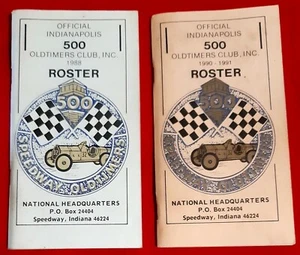 OFFICIAL
INDIANAPOLIS
500
OLDTIMERS CLUB, INC.
1988
ROSTER
500
SPEEDWAY OLDTIMERS
NATIONAL HEADQUARTERS
P.O. Box 24404
Speedway, Indiana 46224
OFFICIAL
INDIANAPOLIS
500
OLDTIMERS CLUB, INC.
1990 - 1991
ROSTER
500
NATIONAL HEADQUARTERS
P.O. Box 24404
Speedway, Indiana 46224